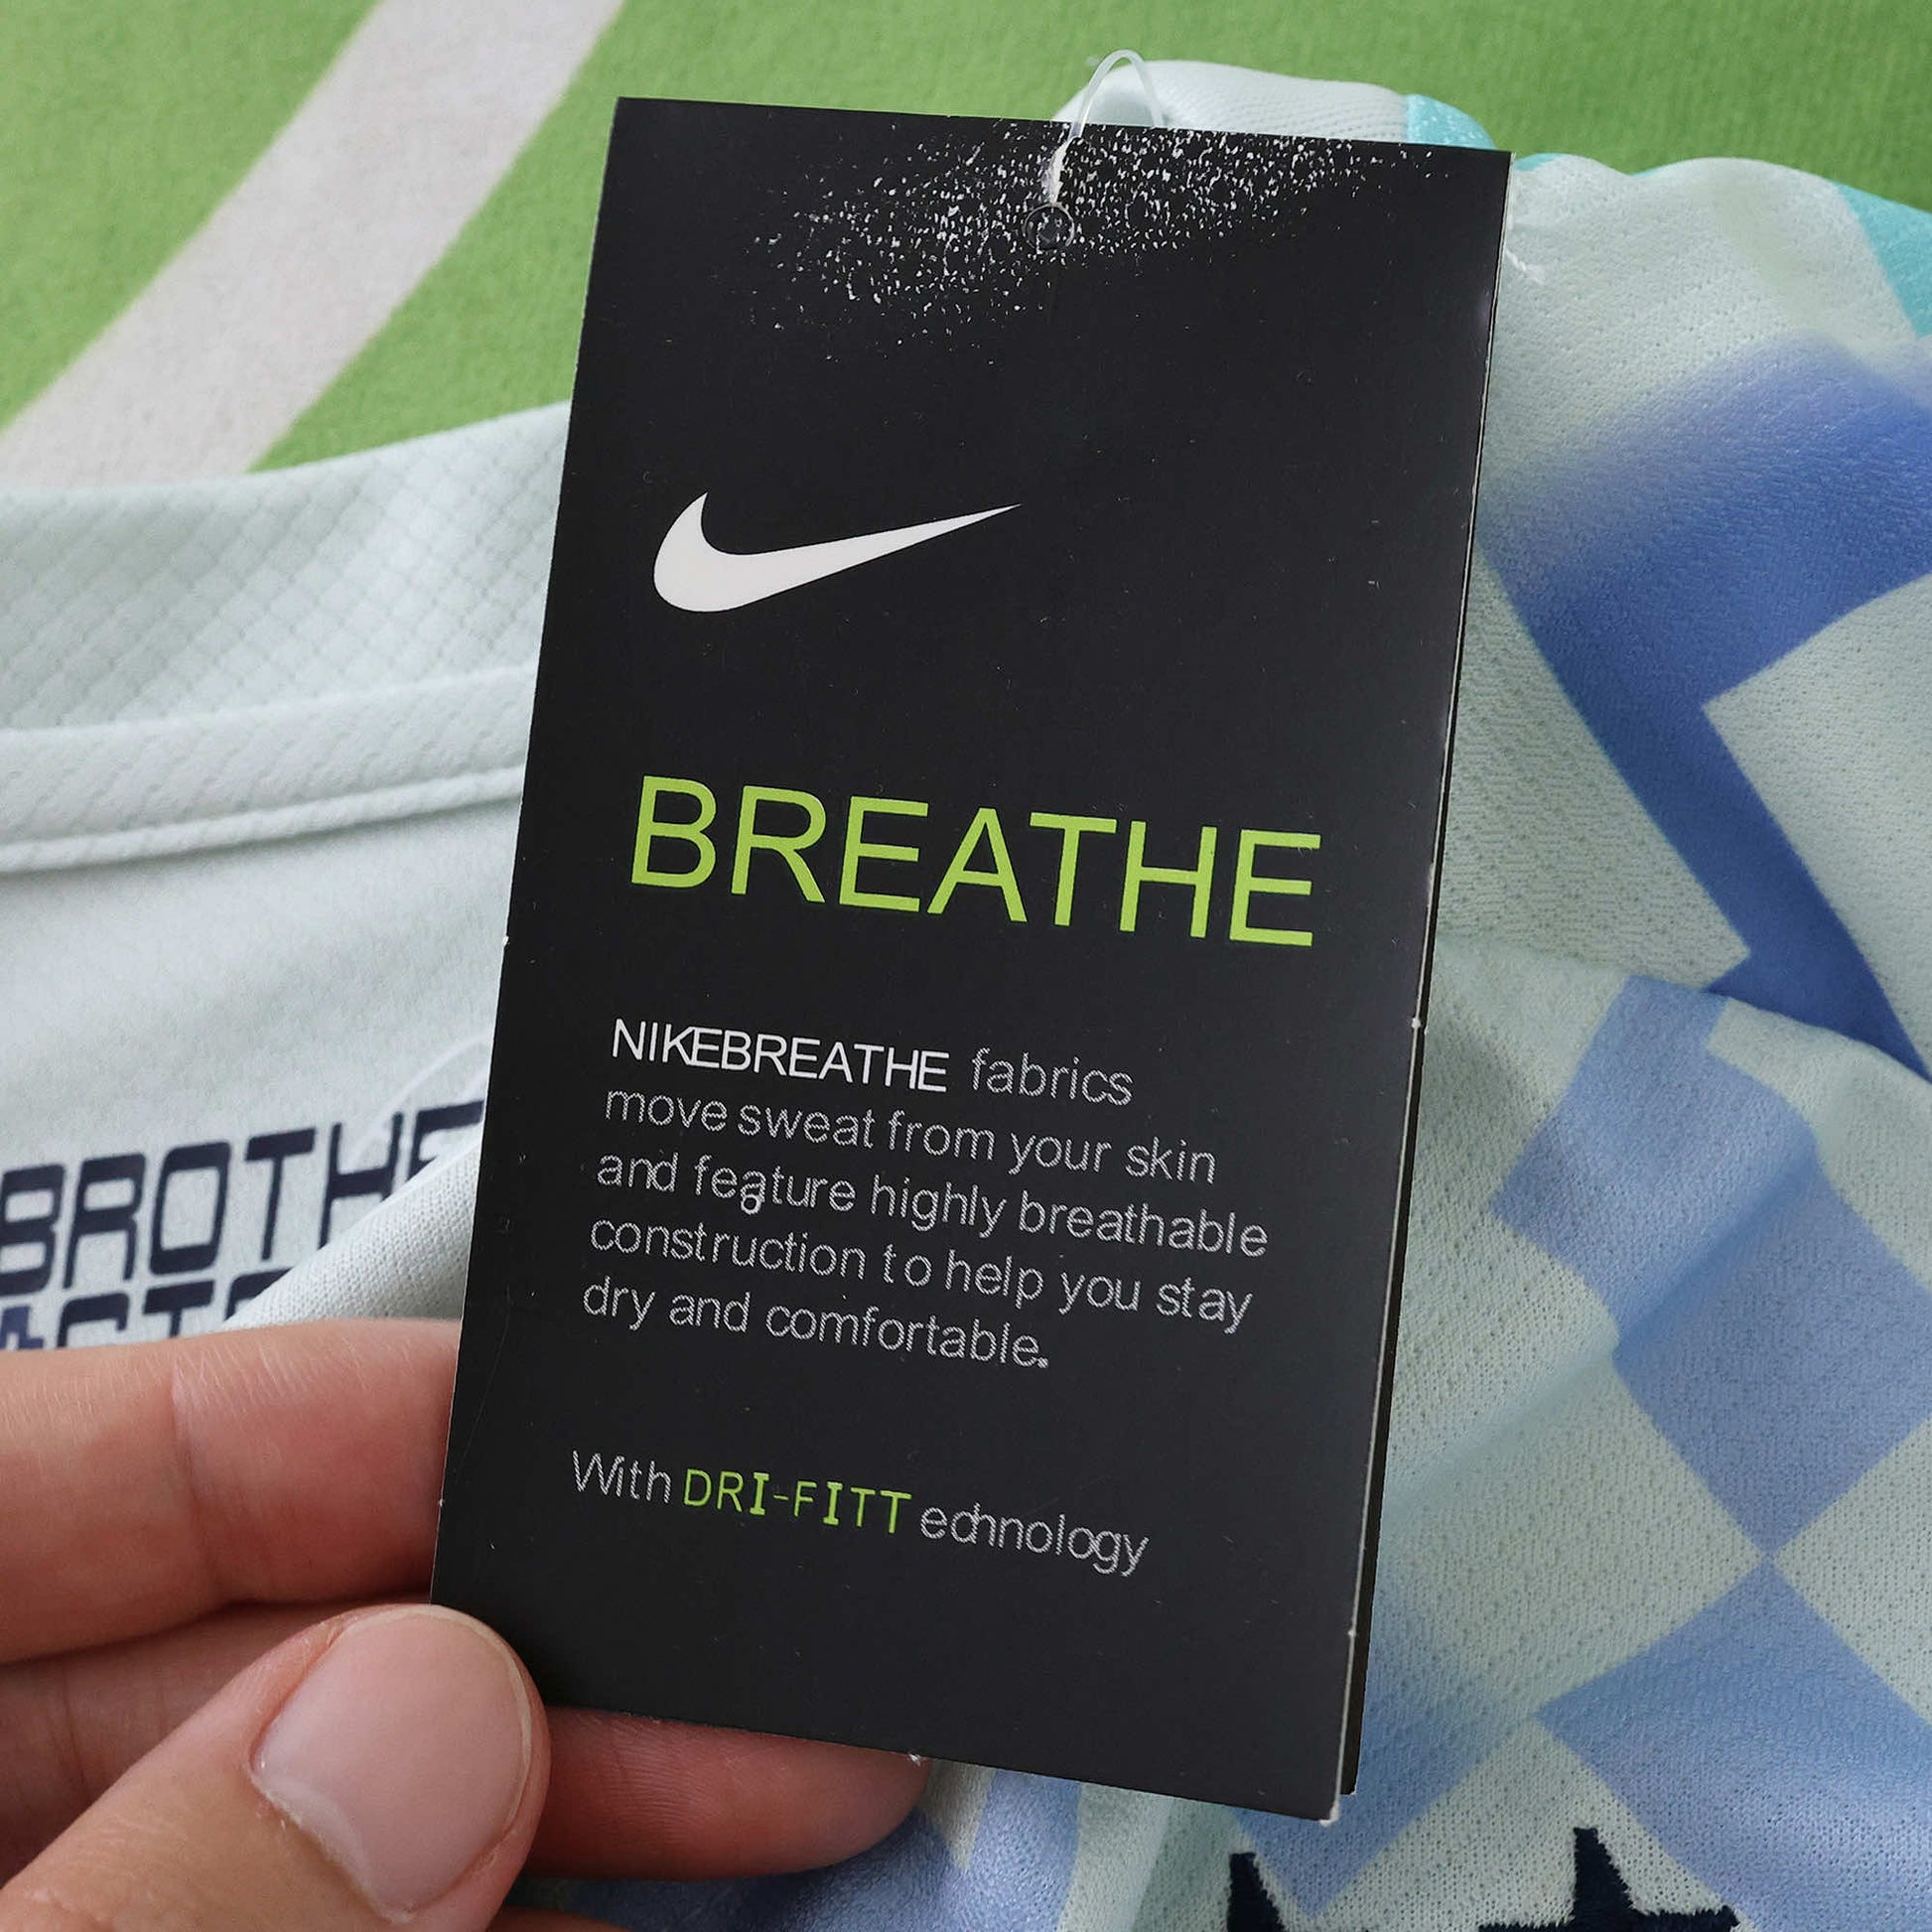 BREATHE
NIKEBREATHE fabrics
move sweat from your skin
and feature highly breathable
construction to help you stay
dry and comfortable.
With DRI-FITT echnology
BROTHE